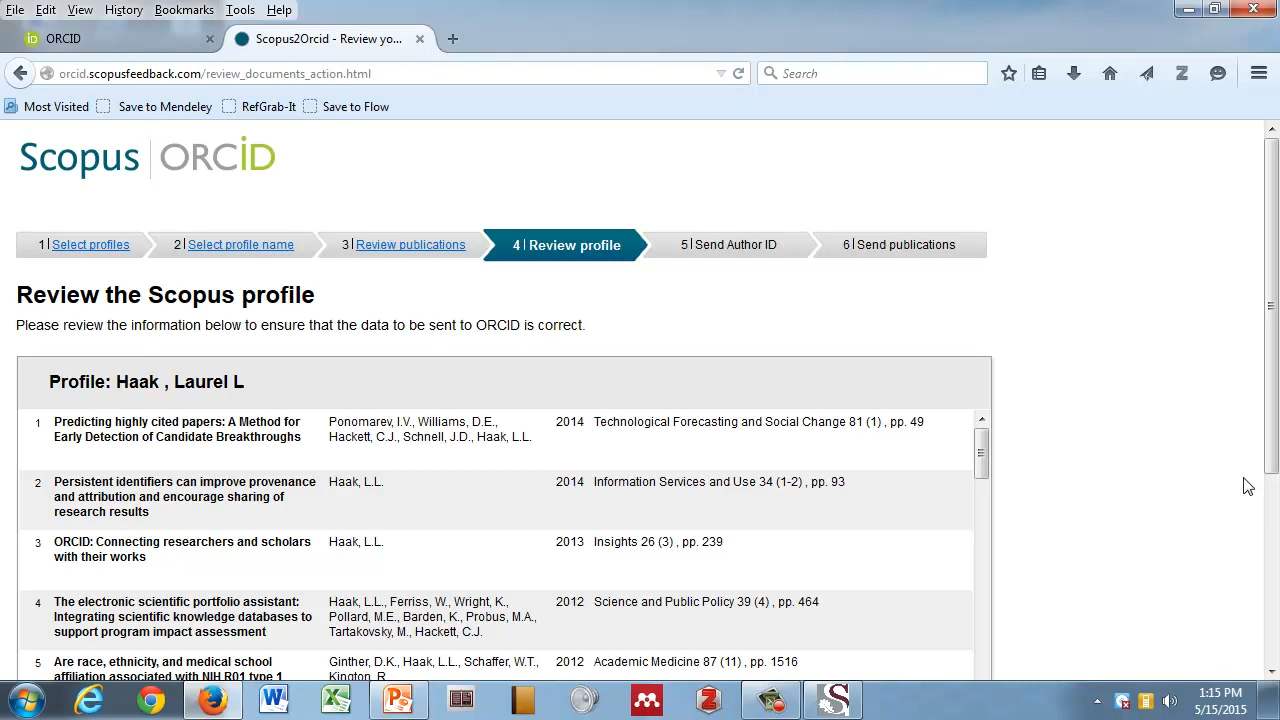 File Edit View History Bookmarks Tools Help
iD ORCID × Scopus2Orcid - Review yo... × +
orcid.scopusfeedback.com/review_documents_action.html Search
Most Visited Save to Mendeley RefGrab-It Save to Flow
Scopus ORCiD
1 Select profiles 2 Select profile name 3 Review publications 4 Review profile 5 Send Author ID 6 Send publications
Review the Scopus profile
Please review the information below to ensure that the data to be sent to ORCID is correct.
Profile: Haak , Laurel L
1 Predicting highly cited papers: A Method for Ponomarev, I.V., Williams, D.E., 2014 Technological Forecasting and Social Change 81 (1) , pp. 49
Early Detection of Candidate Breakthroughs Hackett, C.J., Schnell, J.D., Haak, L.L.
2 Persistent identifiers can improve provenance Haak, L.L. 2014 Information Services and Use 34 (1-2) , pp. 93
and attribution and encourage sharing of
research results
3 ORCID: Connecting researchers and scholars Haak, L.L. 2013 Insights 26 (3) , pp. 239
with their works
4 The electronic scientific portfolio assistant: Haak, L.L., Ferriss, W., Wright, K., 2012 Science and Public Policy 39 (4) , pp. 464
Integrating scientific knowledge databases to Pollard, M.E., Barden, K., Probus, M.A.,
support program impact assessment Tartakovsky, M., Hackett, C.J.
5 Are race, ethnicity, and medical school Ginther, D.K., Haak, L.L., Schaffer, W.T., 2012 Academic Medicine 87 (11) , pp. 1516
affiliation associated with NIH R01 type 1 Kington, R.
1:15 PM
5/15/2015